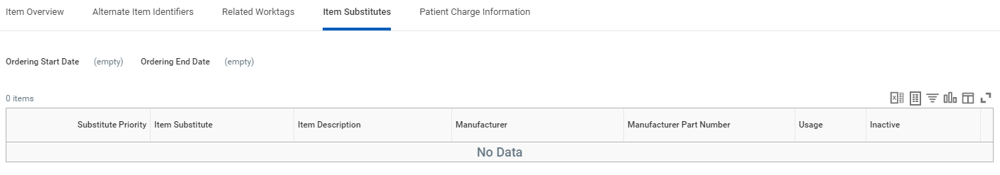 Item Overview Alternate Item Identifiers Related Worktags Item Substitutes Patient Charge Information
Ordering Start Date (empty) Ordering End Date (empty)
0 items
Substitute Priority Item Substitute Item Description Manufacturer Manufacturer Part Number Usage Inactive
No Data